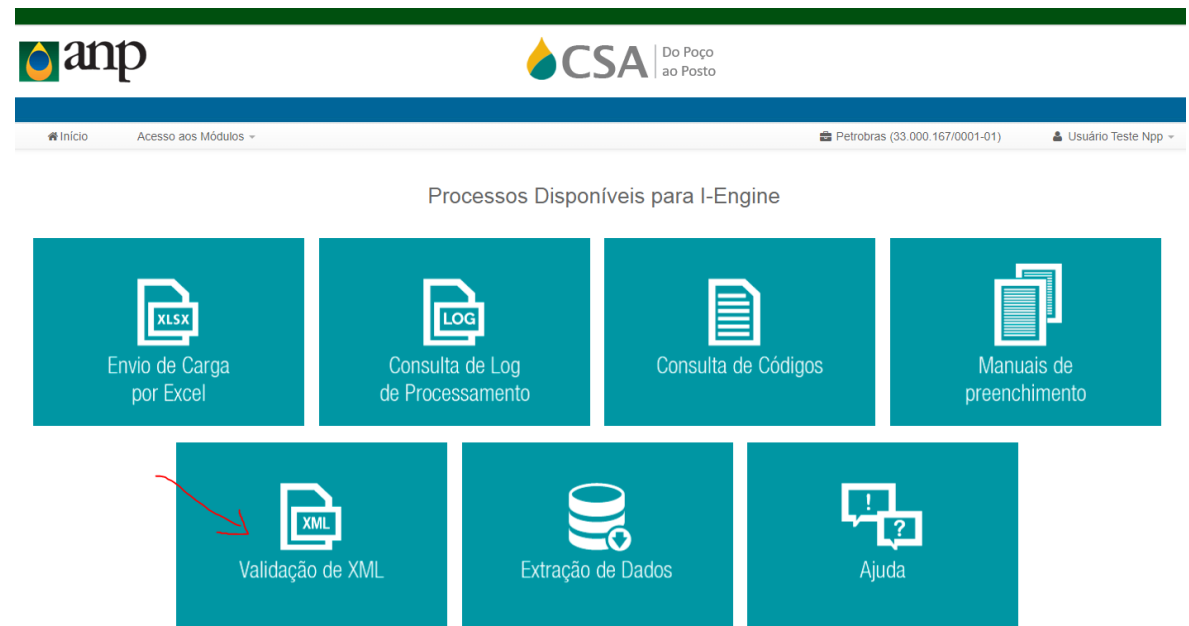 anp
CSA
Do Poço
ao Posto
Início
Acesso aos Módulos
Petrobras (33.000.167/0001-01)
Usuário Teste Npp
Processos Disponíveis para I-Engine
XLSX
Envio de Carga
por Excel
LOG
Consulta de Log
de Processamento
Consulta de Códigos
Manuais de
preenchimento
XML
Validação de XML
Extração de Dados
!
?
Ajuda